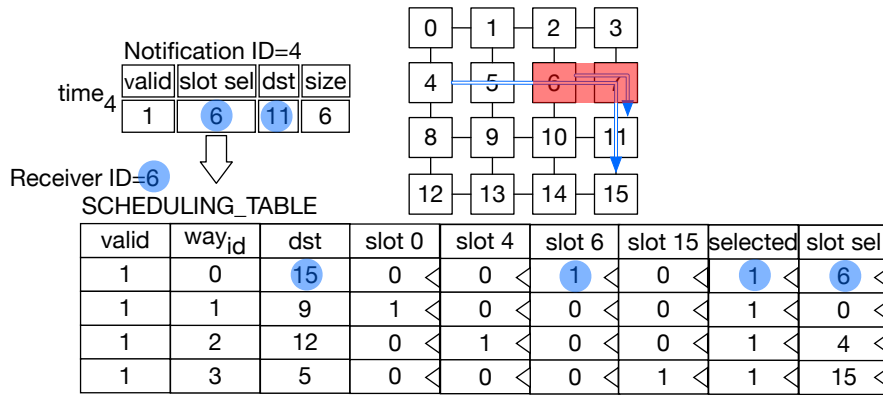 Notification ID=4
time4
valid slot sel dst size
1 6 11 6
Receiver ID=6
0 1 2 3
4 5 6 7
8 9 10 11
12 13 14 15
SCHEDULING_TABLE
valid way_id dst slot 0 slot 4 slot 6 slot 15 selected slot sel
1 0 15 0 0 1 0 1 6
1 1 9 1 0 0 0 1 0
1 2 12 0 1 0 0 1 4
1 3 5 0 0 0 1 1 15